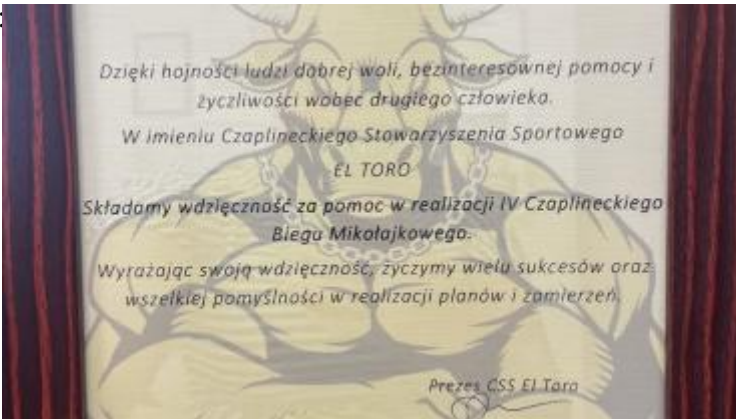 Dzięki hojności ludzi dobrej woli, bezinteresownej pomocy i
życzliwości wobec drugiego człowieka.
W imieniu Czaplineckiego Stowarzyszenia Sportowego
EL TORO
Składamy wdzięczność za pomoc w realizacji IV Czaplineckiego
Biegu Mikołajkowego.
Wyrażając swoją wdzięczność, życzymy wielu sukcesów oraz
wszelkiej pomyślności w realizacji planów i zamierzeń.
Prezes CSS El Toro